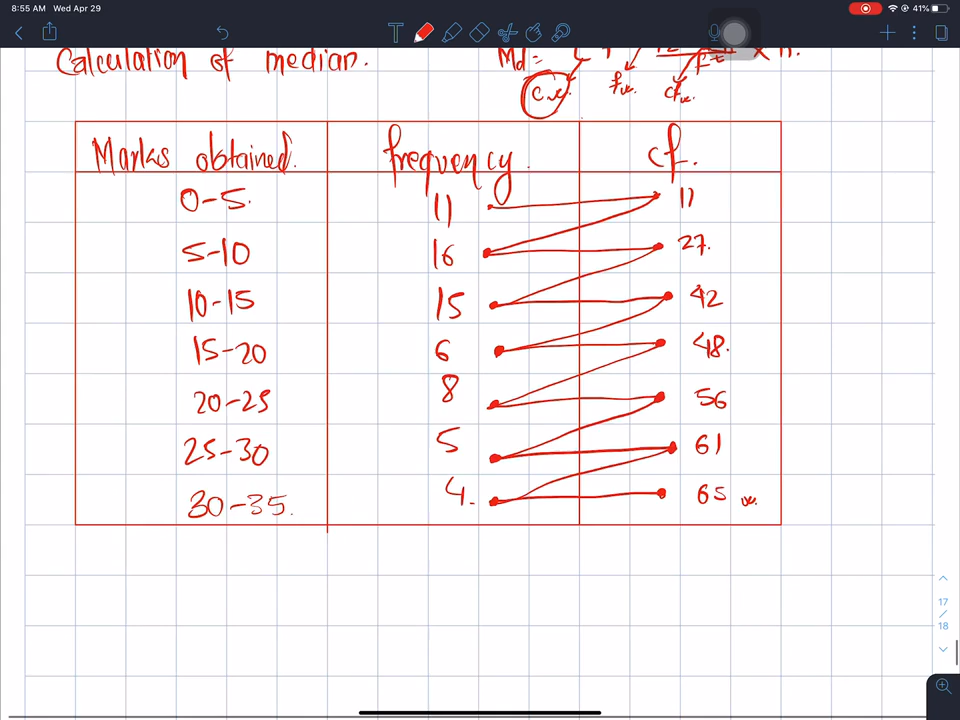 8:55 AM Wed Apr 29 41%
T
Calculation of median. Md =
c.v.
Marks obtained. frequency. cf.
0-5. 11 11
5-10 16 27.
10-15 15 42
15-20 6 48.
20-25 8 56
25-30 5 61
30-35. 4. 65
17
/
18